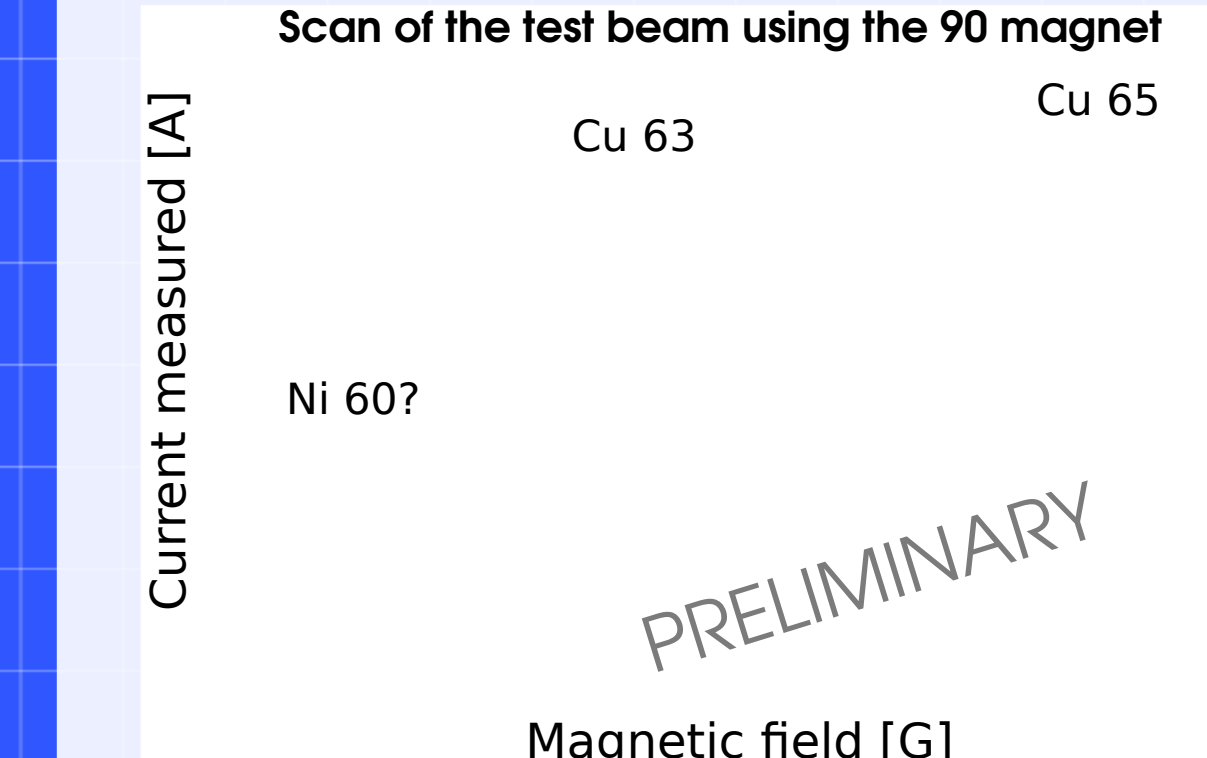 Scan of the test beam using the 90 magnet
Cu 65
Cu 63
Current measured [A]
Ni 60?
PRELIMINARY
Magnetic field [G]